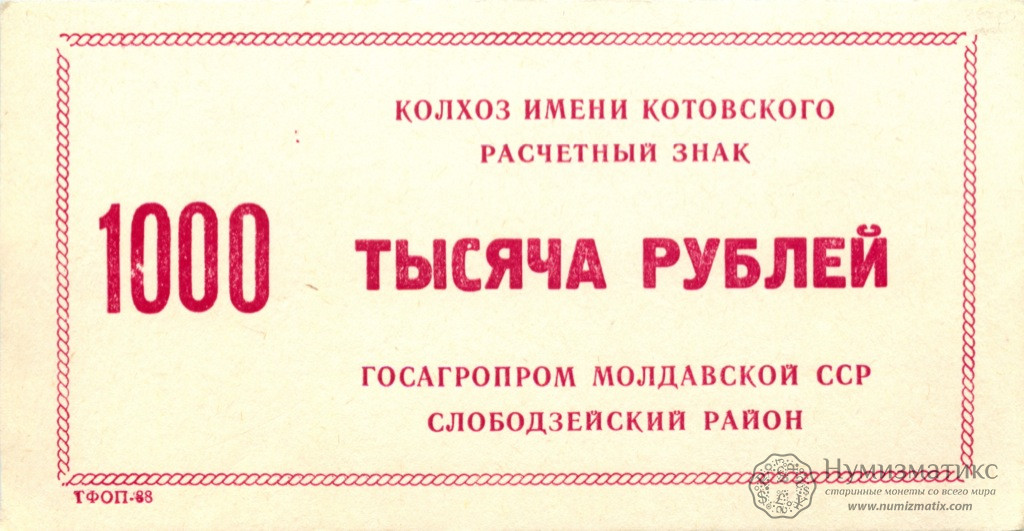 КОЛХОЗ ИМЕНИ КОТОВСКОГО
РАСЧЕТНЫЙ ЗНАК
1000
ТЫСЯЧА РУБЛЕЙ
ГОСАГРОПРОМ МОЛДАВСКОЙ ССР
СЛОБОДЗЕЙСКИЙ РАЙОН
ТФОП-88
Нумизматикс
старинные монеты со всего мира
www.numizmatix.com